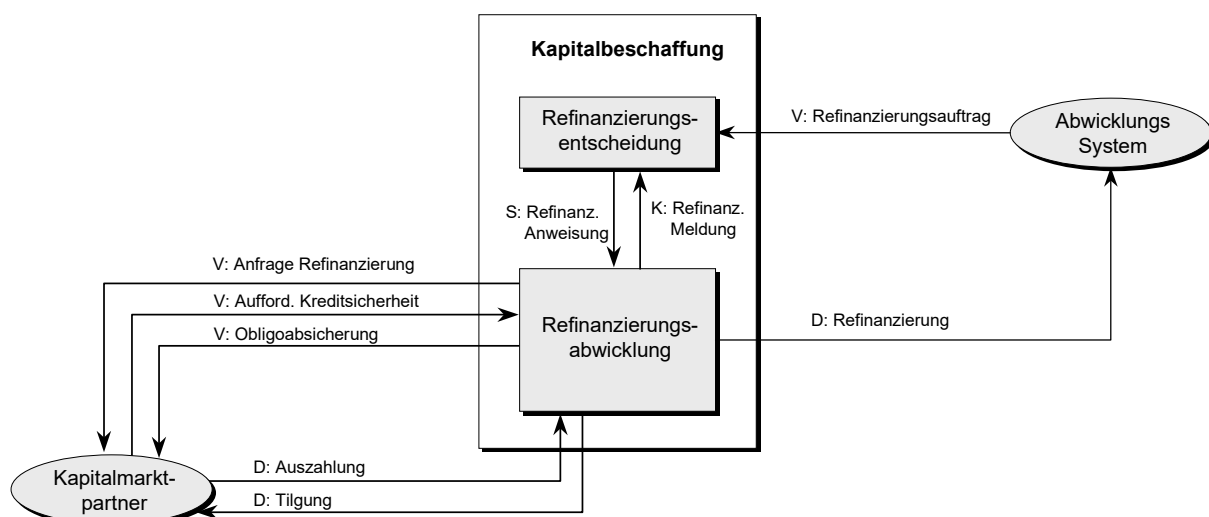 Kapitalbeschaffung
Refinanzierungs-
entscheidung
V: Refinanzierungsauftrag
Abwicklungs
System
S: Refinanz.
Anweisung
K: Refinanz.
Meldung
V: Anfrage Refinanzierung
V: Aufford. Kreditsicherheit
V: Obligoabsicherung
Refinanzierungs-
abwicklung
D: Refinanzierung
Kapitalmarkt-
partner
D: Auszahlung
D: Tilgung